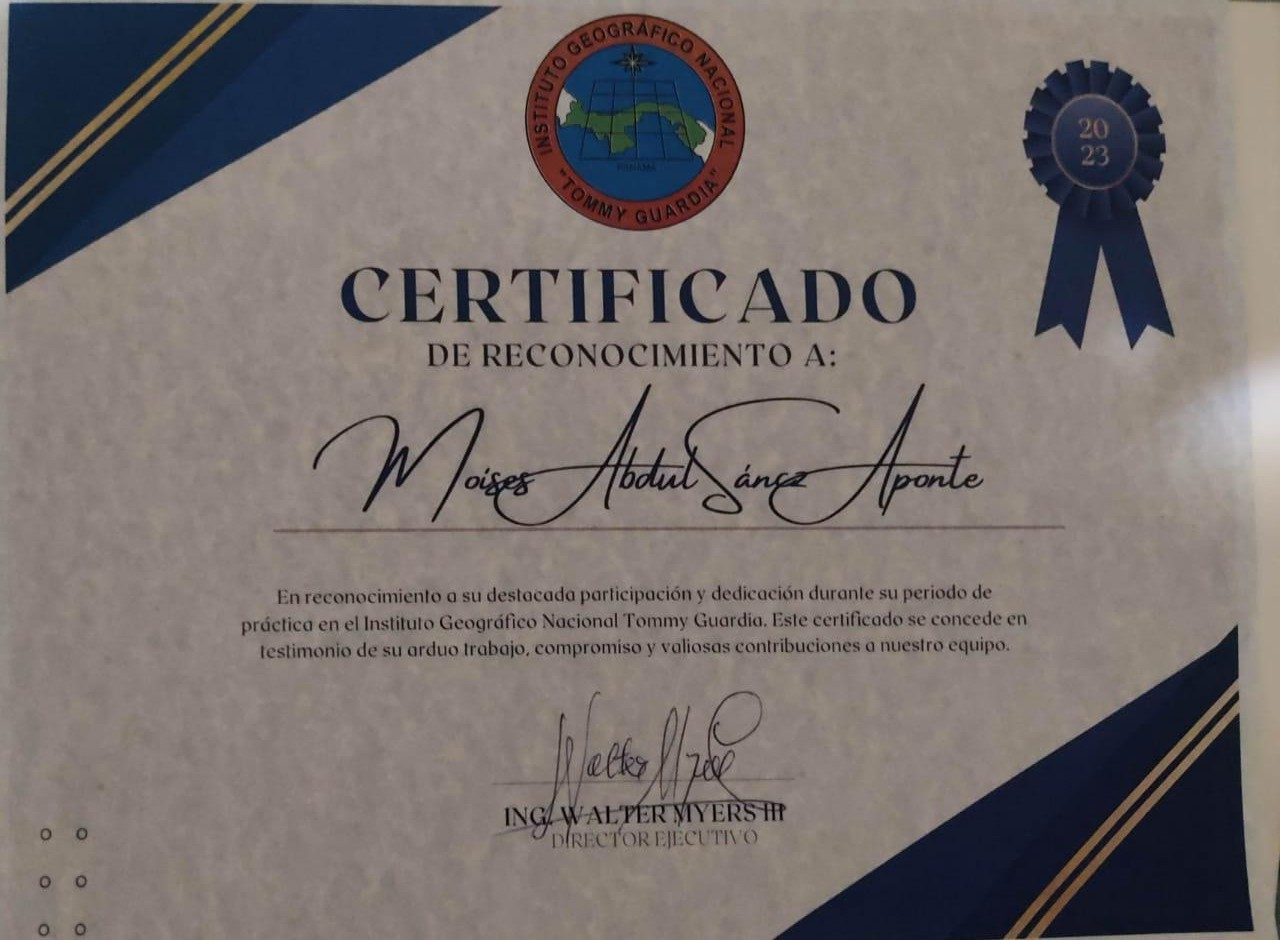 INSTITUTO GEOGRÁFICO NACIONAL
"TOMMY GUARDIA"
20
23
CERTIFICADO
DE RECONOCIMIENTO A:
Moises Abdul Sánez Aponte
En reconocimiento a su destacada participación y dedicación durante su periodo de
práctica en el Instituto Geográfico Nacional Tommy Guardia. Este certificado se concede en
testimonio de su arduo trabajo, compromiso y valiosas contribuciones a nuestro equipo.
Walter
ING. WALTER MYERS III
DIRECTOR EJECUTIVO